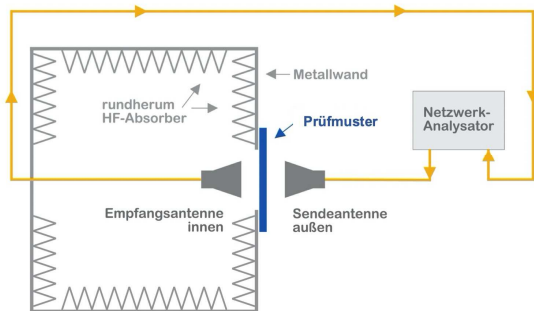 Metallwand
rundherum
HF-Absorber
Prüfmuster
Netzwerk-
Analysator
Empfangsantenne
innen
Sendeantenne
außen